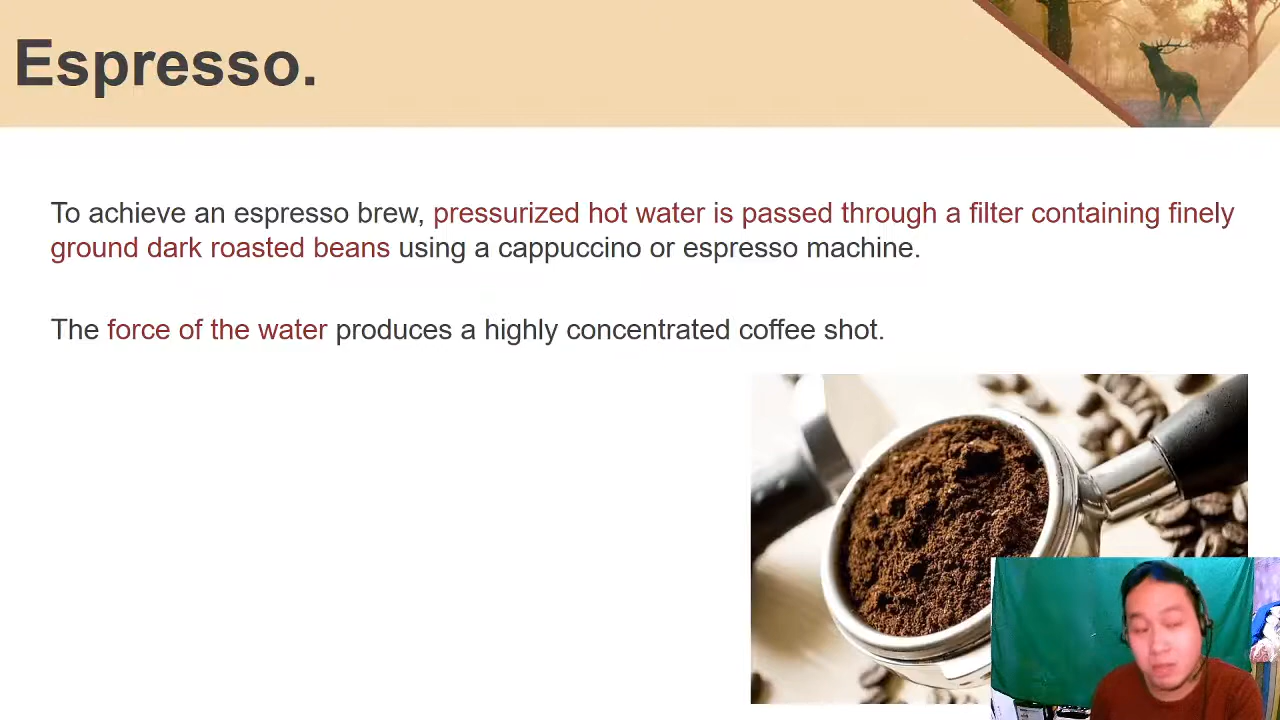 Espresso.
To achieve an espresso brew, pressurized hot water is passed through a filter containing finely
ground dark roasted beans using a cappuccino or espresso machine.
The force of the water produces a highly concentrated coffee shot.